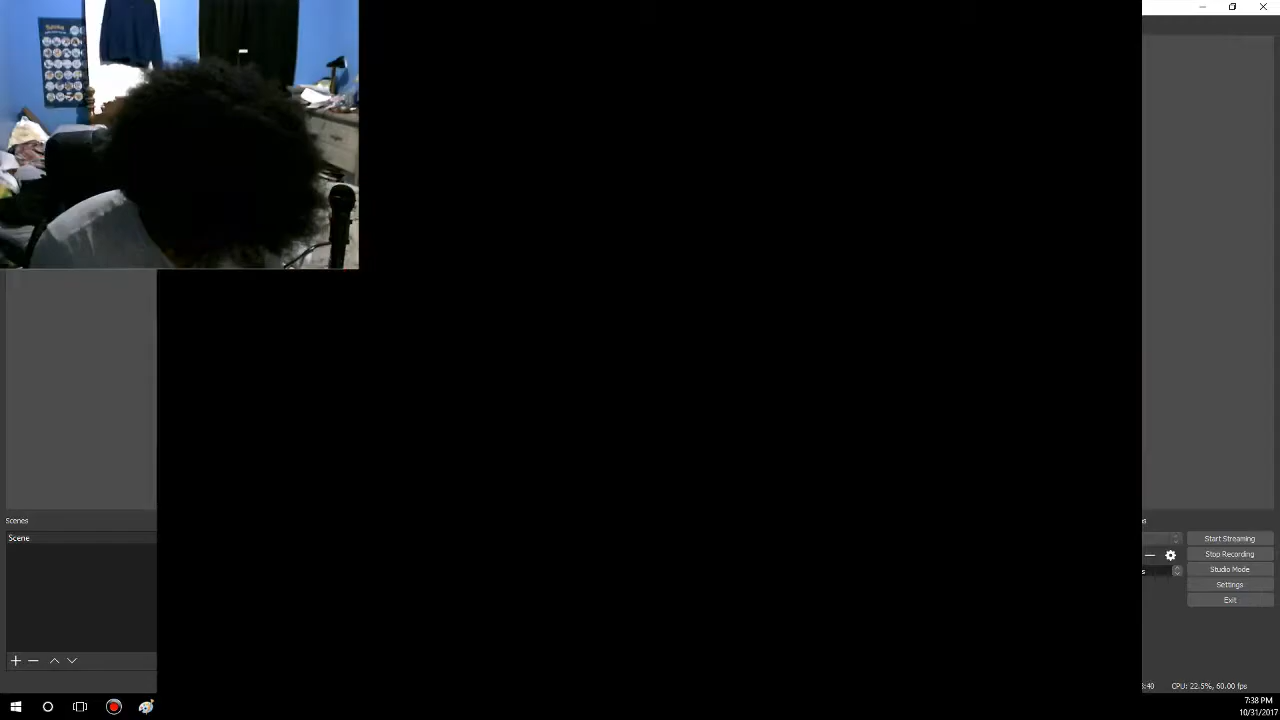 Scenes
Scene
Start Streaming
Stop Recording
Studio Mode
Settings
Exit
:40 CPU: 22.5%, 60.00 fps
7:38 PM
10/31/2017